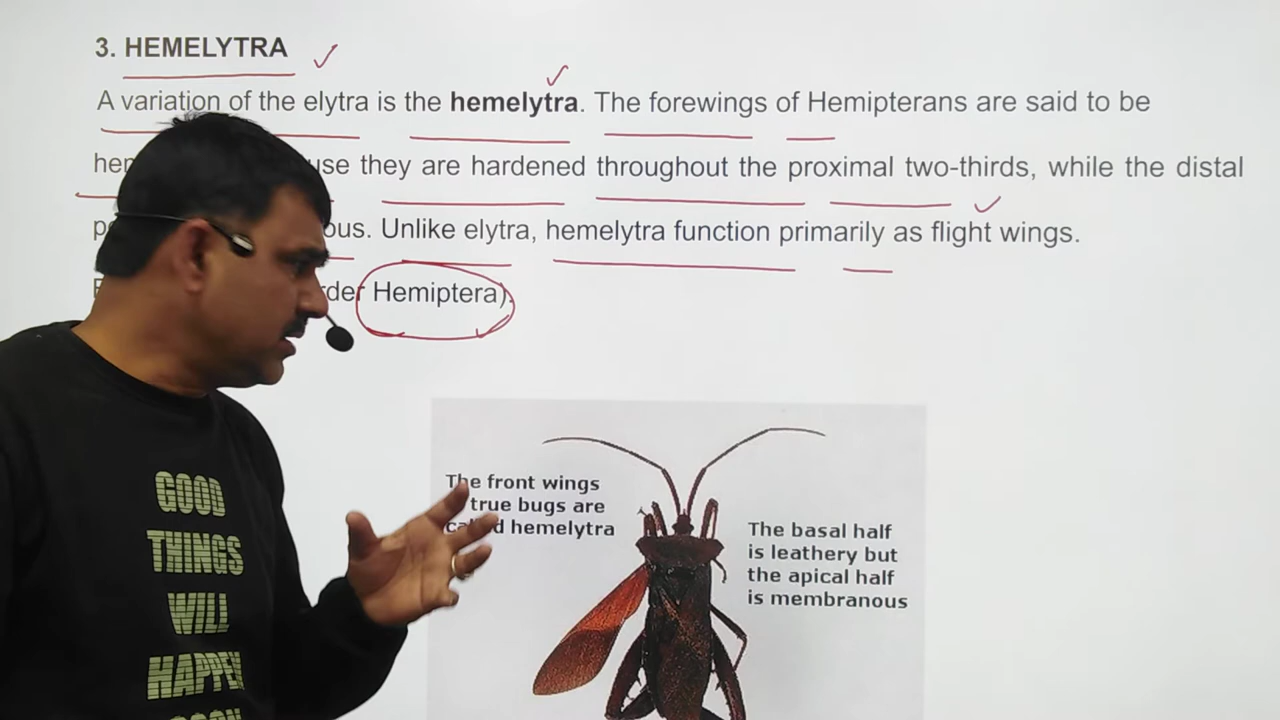 3. HEMELYTRA
A variation of the elytra is the hemelytra. The forewings of Hemipterans are said to be
they are hardened throughout the proximal two-thirds, while the distal
Unlike elytra, hemelytra function primarily as flight wings.
Hemiptera).
The front wings
true bugs are
hemelytra
The basal half
is leathery but
the apical half
is membranous
GOOD
THINGS
WILL
HAPPEN
SOON